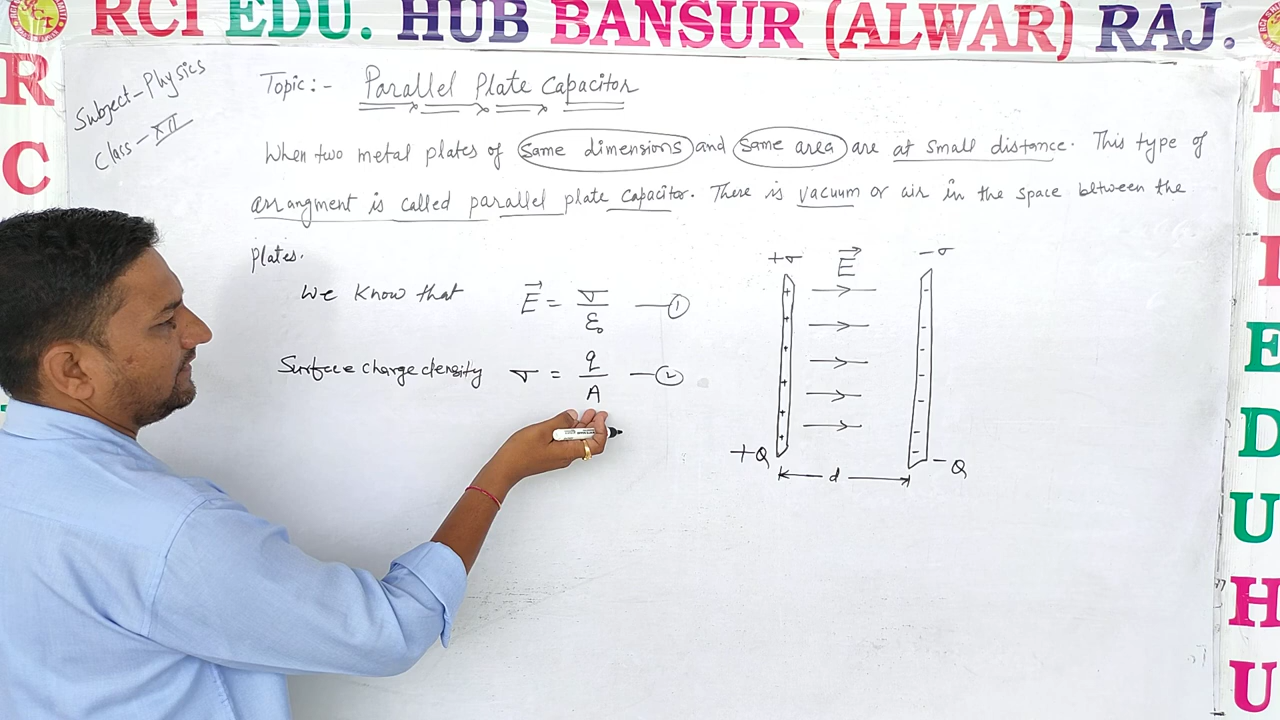 RCI EDU. HUB BANSUR (ALWAR) RAJ.
Subject-Physics
Class-XII
Topic:- Parallel Plate Capacitor
When two metal plates of same dimensions and same area are at small distance. This type of
arrangment is called parallel plate capacitor. There is vacuum or air in the space between the
plates.
We know that E⃗ = σ/ε₀ —①
Surface charge density σ = q/A —②
+σ E⃗ -σ
+ + + + + +
- - - - - - - -
+Q -Q
d
R
C
R
C
I
E
D
U
H
U